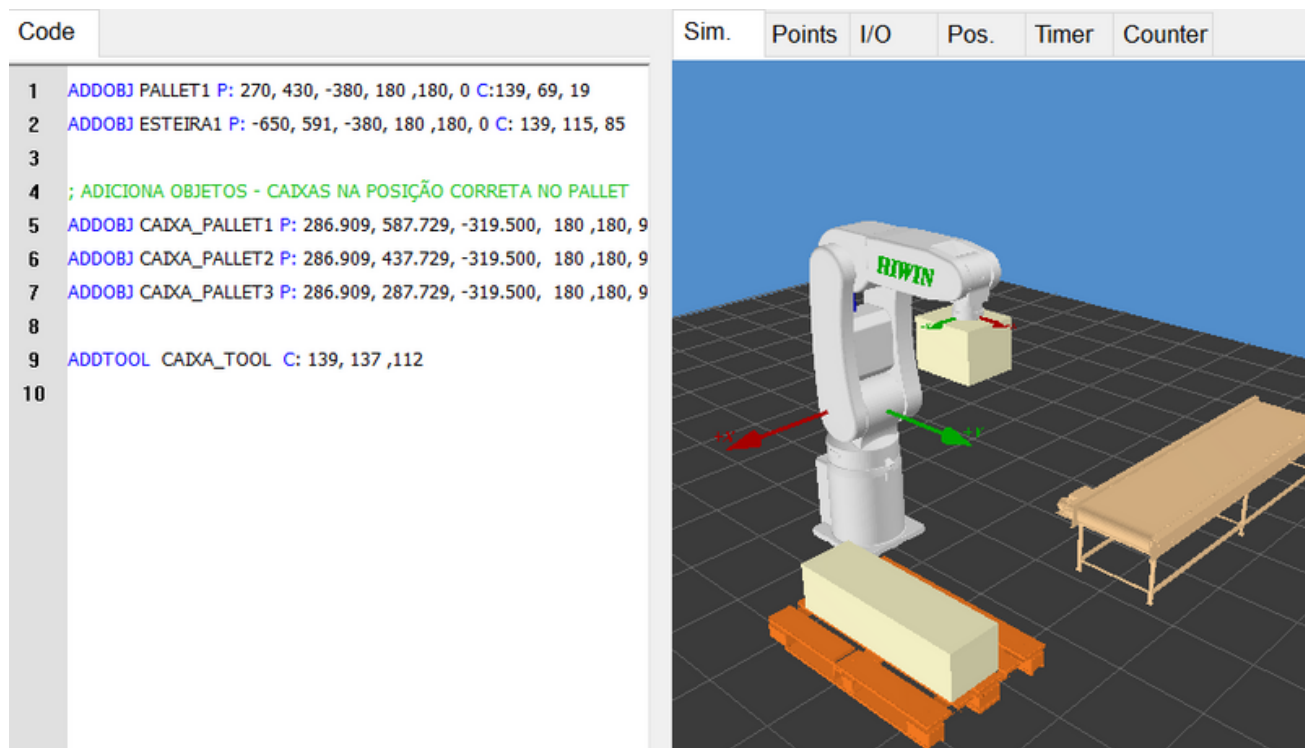 Code
1 ADDOBJ PALLET1 P: 270, 430, -380, 180 ,180, 0 C:139, 69, 19
2 ADDOBJ ESTEIRA1 P: -650, 591, -380, 180 ,180, 0 C: 139, 115, 85
3
4 ; ADICIONA OBJETOS - CAIXAS NA POSIÇÃO CORRETA NO PALLET
5 ADDOBJ CAIXA_PALLET1 P: 286.909, 587.729, -319.500, 180 ,180, 9
6 ADDOBJ CAIXA_PALLET2 P: 286.909, 437.729, -319.500, 180 ,180, 9
7 ADDOBJ CAIXA_PALLET3 P: 286.909, 287.729, -319.500, 180 ,180, 9
8
9 ADDTOOL CAIXA_TOOL C: 139, 137 ,112
10
Sim. Points I/O Pos. Timer Counter
HIWIN
+X
+Y